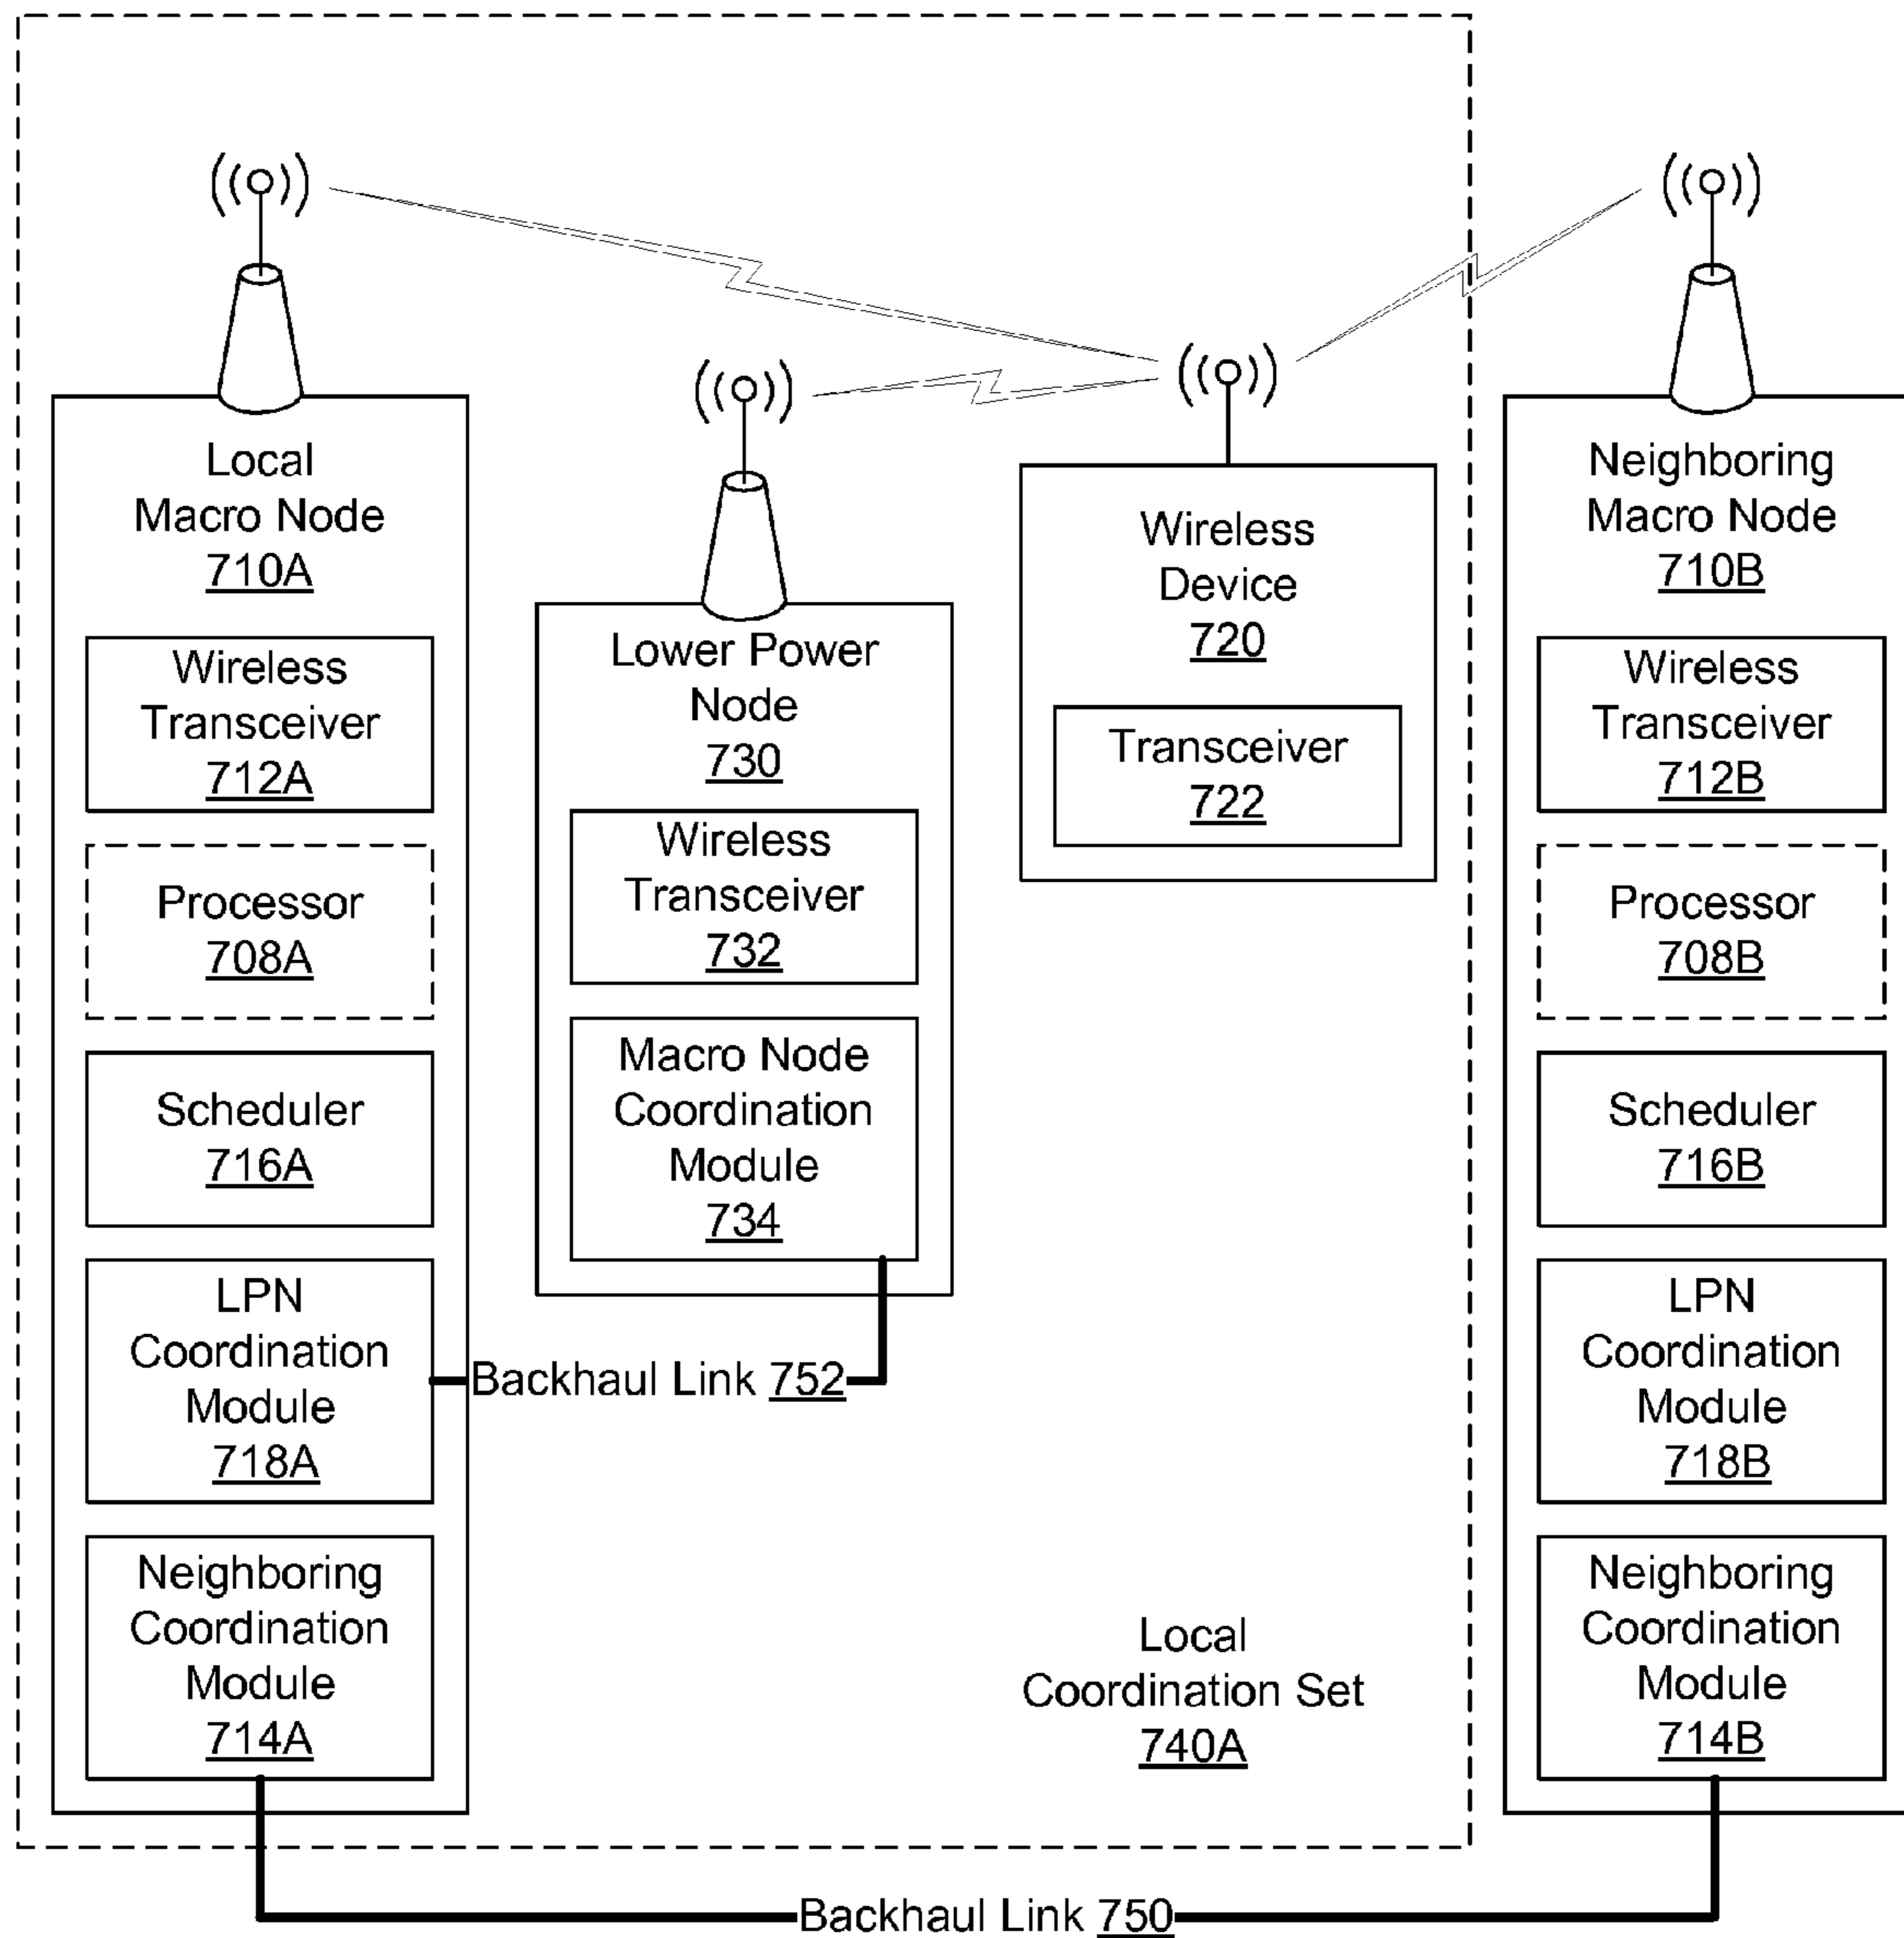 Local
Macro Node
710A
Wireless
Transceiver
712A
Processor
708A
Scheduler
716A
LPN
Coordination
Module
718A
Neighboring
Coordination
Module
714A
Lower Power
Node
730
Wireless
Transceiver
732
Macro Node
Coordination
Module
734
Backhaul Link 752
Wireless
Device
720
Transceiver
722
Local
Coordination Set
740A
Neighboring
Macro Node
710B
Wireless
Transceiver
712B
Processor
708B
Scheduler
716B
LPN
Coordination
Module
718B
Neighboring
Coordination
Module
714B
Backhaul Link 750